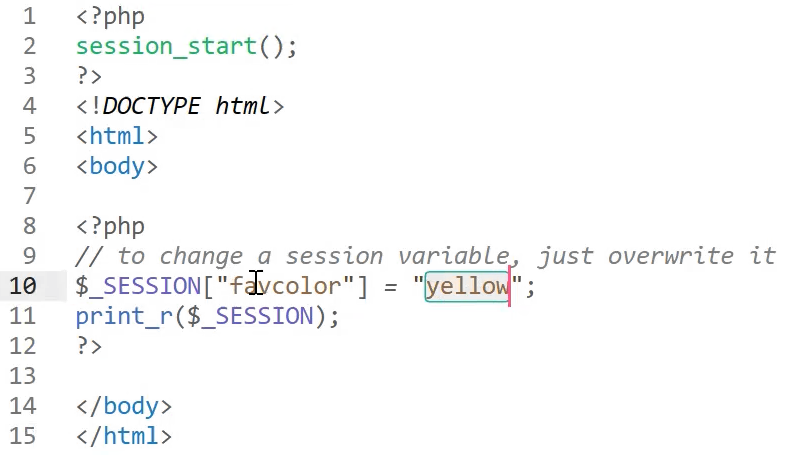 1 <?php
2 session_start();
3 ?>
4 <!DOCTYPE html>
5 <html>
6 <body>
7
8 <?php
9 // to change a session variable, just overwrite it
10 $_SESSION["favcolor"] = "yellow";
11 print_r($_SESSION);
12 ?>
13
14 </body>
15 </html>